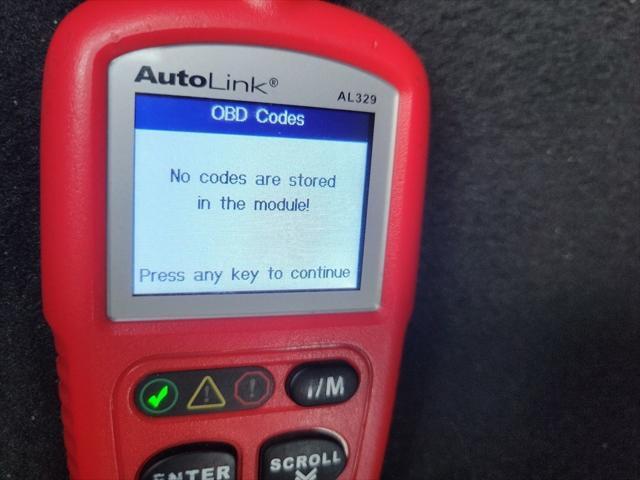 AutoLink®
AL329
OBD Codes
No codes are stored
in the module!
Press any key to continue
I/M
ENTER
SCROLL